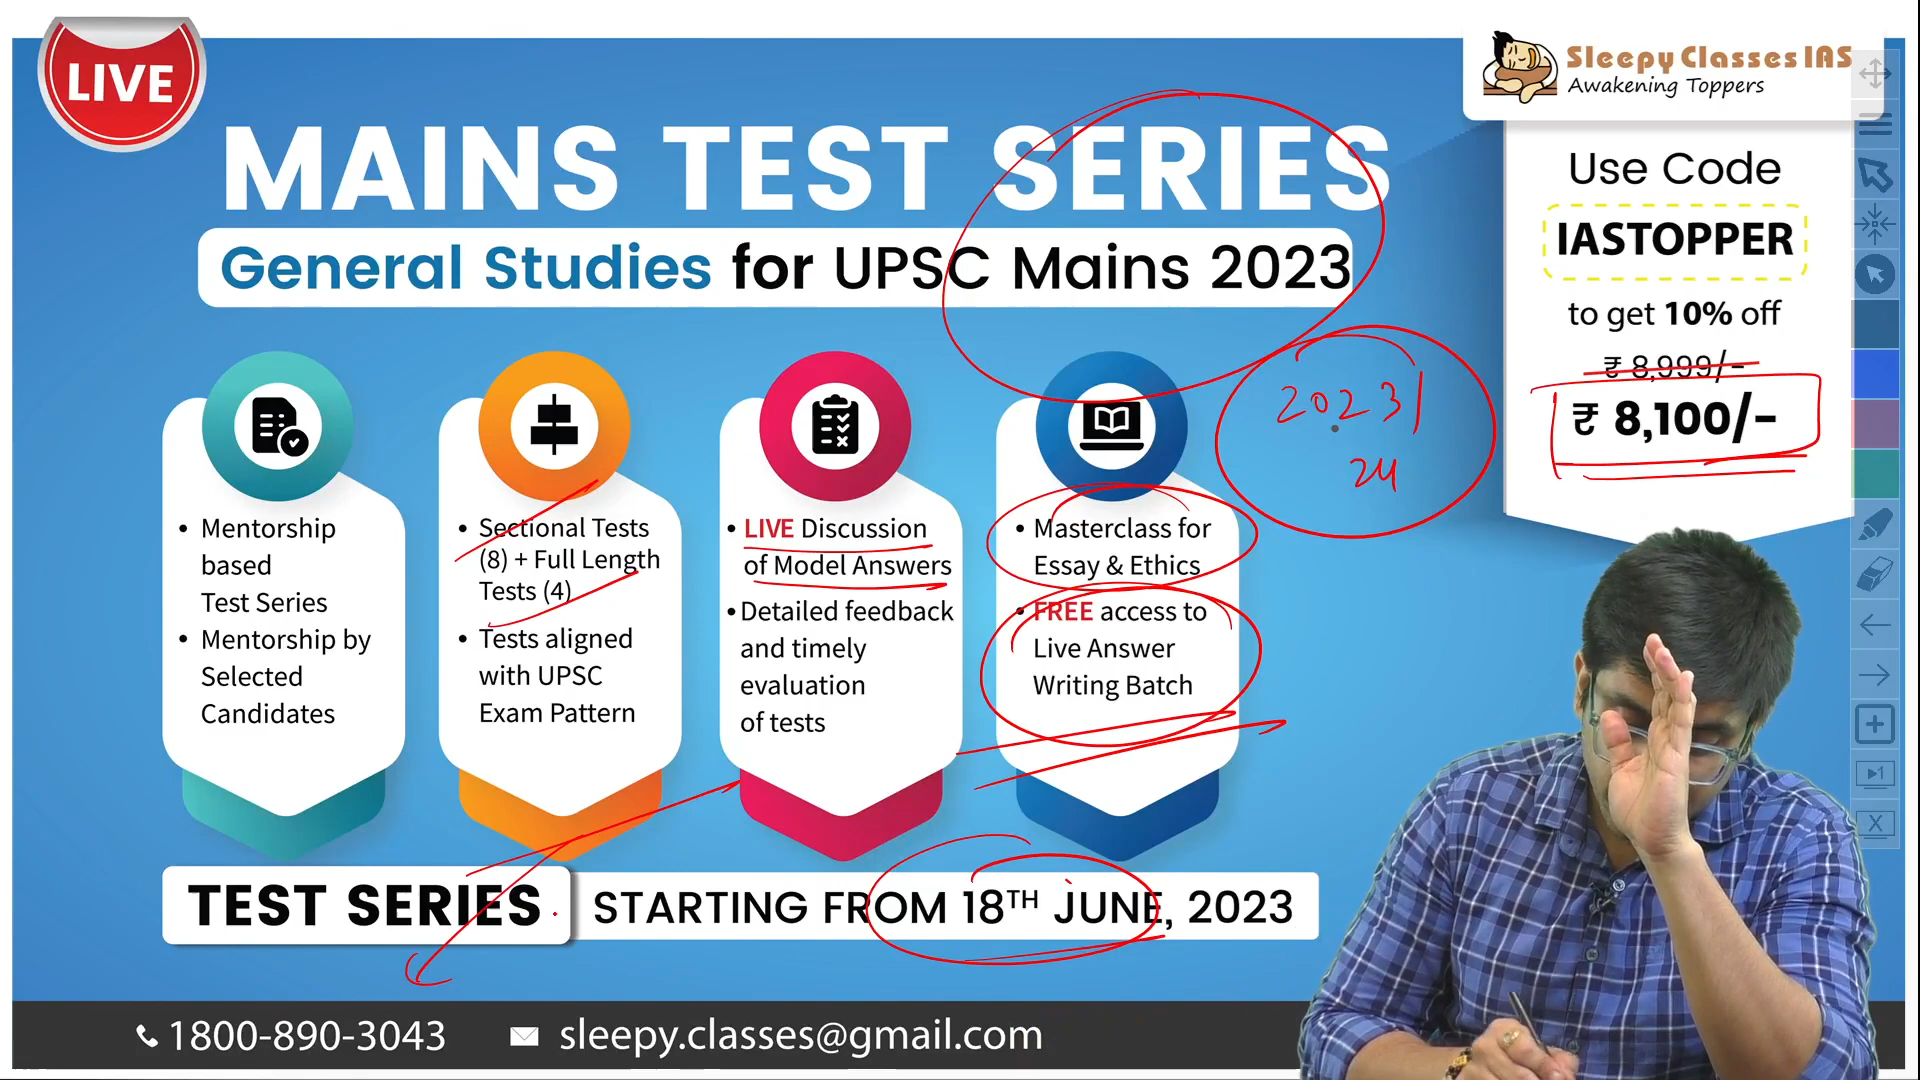 LIVE
Sleepy Classes IAS
Awakening Toppers
MAINS TEST SERIES
General Studies for UPSC Mains 2023
Use Code
IASTOPPER
to get 10% off
₹ 8,999/-
₹ 8,100/-
2023/
24
• Mentorship
based
Test Series
• Mentorship by
Selected
Candidates
• Sectional Tests
(8) + Full Length
Tests (4)
• Tests aligned
with UPSC
Exam Pattern
• LIVE Discussion
of Model Answers
• Detailed feedback
and timely
evaluation
of tests
• Masterclass for
Essay & Ethics
• FREE access to
Live Answer
Writing Batch
TEST SERIES
STARTING FROM 18TH JUNE, 2023
1800-890-3043
sleepy.classes@gmail.com